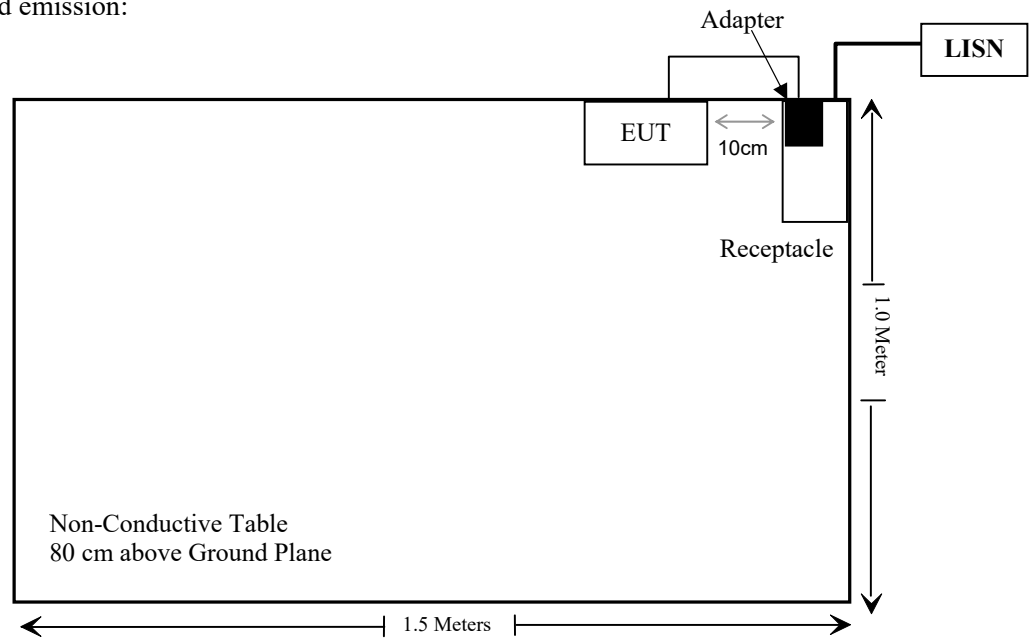 d emission:
Adapter
LISN
EUT
10cm
Receptacle
1.0 Meter
Non-Conductive Table
80 cm above Ground Plane
1.5 Meters